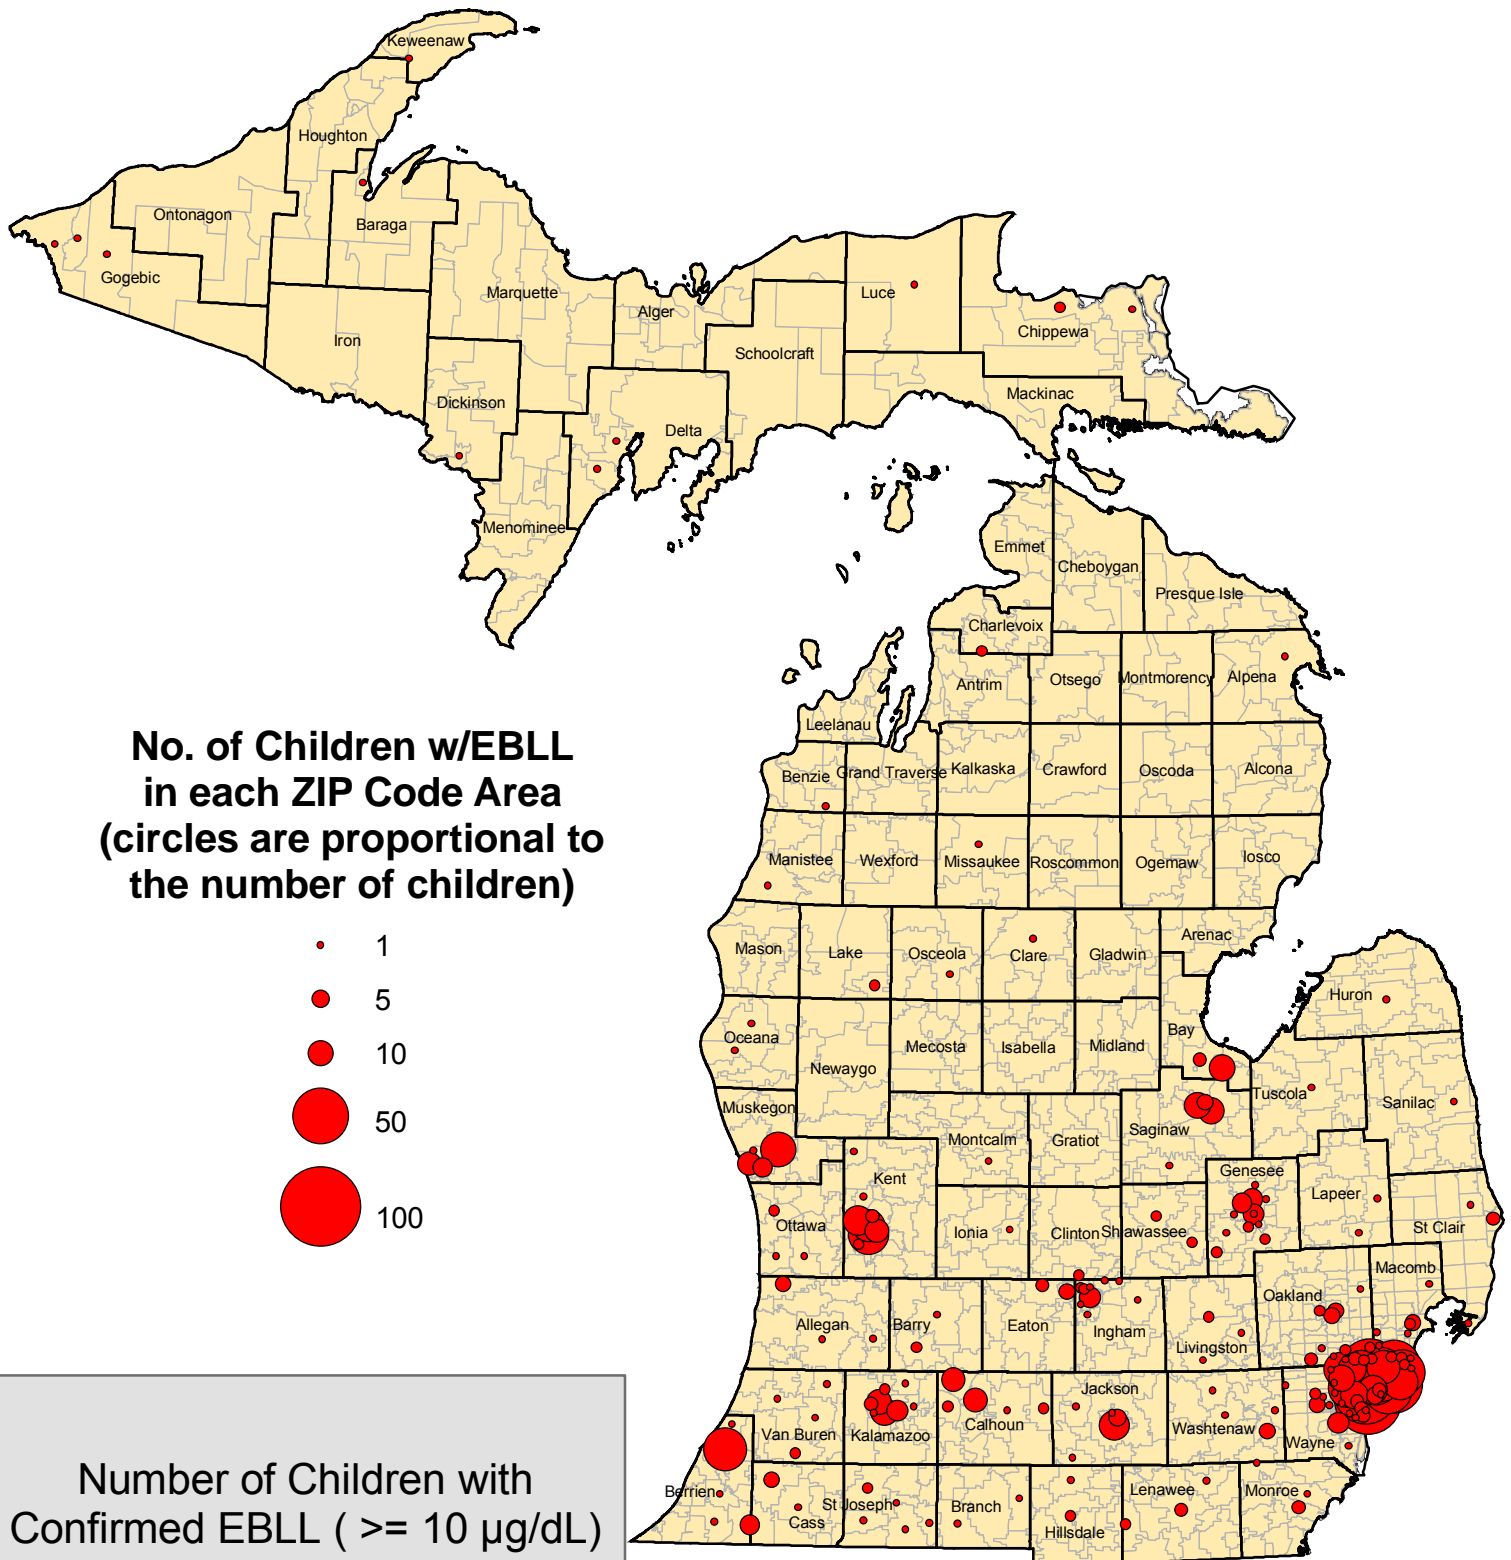 Keweenaw
Houghton
Ontonagon
Baraga
Gogebic
Marquette
Luce
Alger
Chippewa
Iron
Schoolcraft
Mackinac
Dickinson
Delta
Menominee
Emmet
Cheboygan
Presque Isle
Charlevoix
Antrim
Otsego
Montmorency
Alpena
Leelanau
Benzie
Grand Traverse
Kalkaska
Crawford
Oscoda
Alcona
Manistee
Wexford
Missaukee
Roscommon
Ogemaw
Iosco
No. of Children w/EBLL
in each ZIP Code Area
(circles are proportional to
the number of children)
1
5
10
50
100
Mason
Lake
Osceola
Clare
Gladwin
Arenac
Huron
Oceana
Newaygo
Mecosta
Isabella
Midland
Bay
Tuscola
Sanilac
Muskegon
Montcalm
Gratiot
Saginaw
Kent
Genesee
Lapeer
Ottawa
Ionia
Clinton
Shiawassee
St Clair
Macomb
Oakland
Allegan
Barry
Eaton
Ingham
Livingston
Van Buren
Kalamazoo
Calhoun
Jackson
Washtenaw
Wayne
Berrien
Cass
St Joseph
Branch
Hillsdale
Lenawee
Monroe
Number of Children with
Confirmed EBLL ( >= 10 µg/dL)